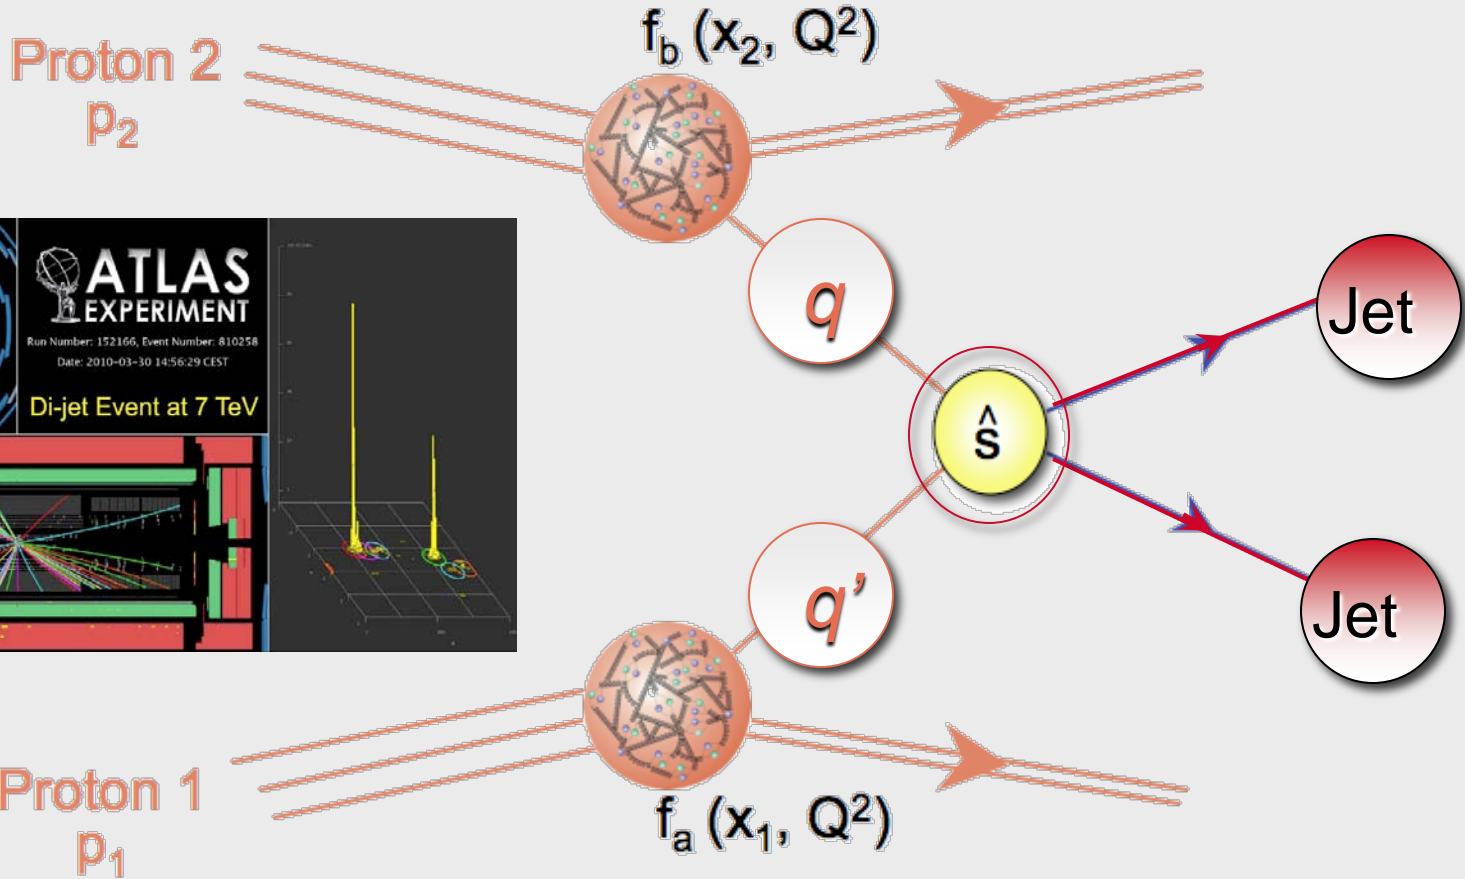 Proton 2
p2
fb (x2, Q2)
ATLAS
EXPERIMENT
Run Number: 152166, Event Number: 810258
Date: 2010-03-30 14:56:29 CEST
Di-jet Event at 7 TeV
q
Jet
ŝ
q’
Jet
Proton 1
p1
fa (x1, Q2)